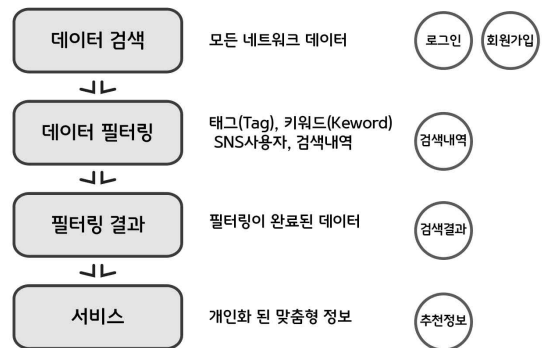 데이터 검색
모든 네트워크 데이터
로그인
회원가입
데이터 필터링
태그(Tag), 키워드(Keword)
SNS사용자, 검색내역
검색내역
필터링 결과
필터링이 완료된 데이터
검색결과
서비스
개인화 된 맞춤형 정보
추천정보